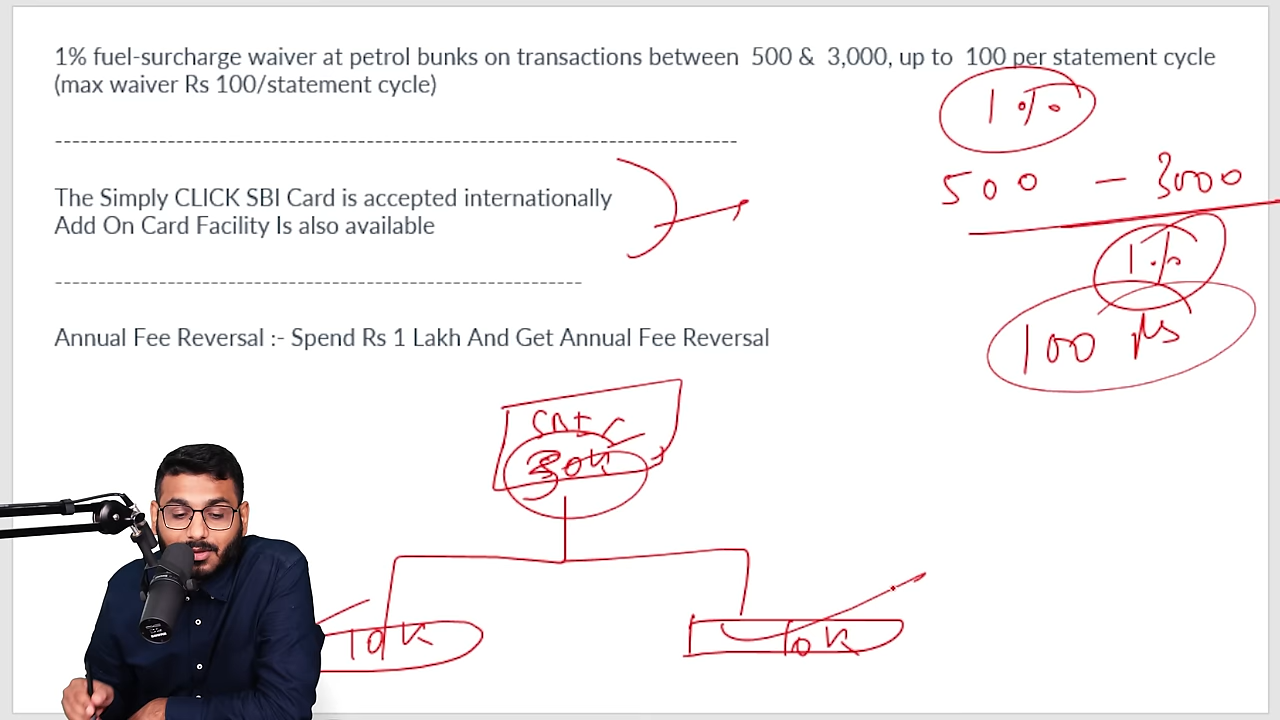 1% fuel-surcharge waiver at petrol bunks on transactions between  500 &  3,000, up to  100 per statement cycle
(max waiver Rs 100/statement cycle)
1%
500 - 3000
1%
100 Rs
The Simply CLICK SBI Card is accepted internationally
Add On Card Facility Is also available
Annual Fee Reversal :- Spend Rs 1 Lakh And Get Annual Fee Reversal
SBI C
30K
10K
10K